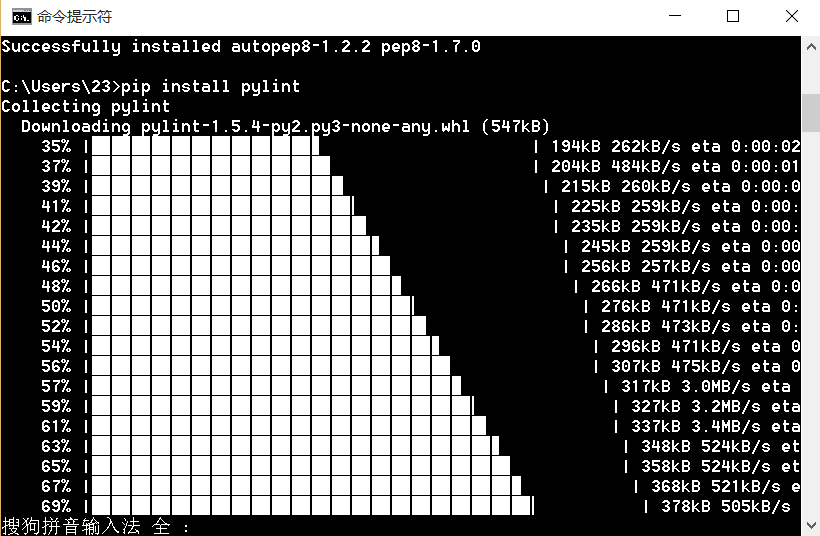 命令提示符
Successfully installed autopep8-1.2.2 pep8-1.7.0
C:\Users\23>pip install pylint
Collecting pylint
Downloading pylint-1.5.4-py2.py3-none-any.whl (547kB)
35% | | 194kB 262kB/s eta 0:00:02
37% | | 204kB 484kB/s eta 0:00:01
39% | | 215kB 260kB/s eta 0:00:0
41% | | 225kB 259kB/s eta 0:00:
42% | | 235kB 259kB/s eta 0:00:
44% | | 245kB 259kB/s eta 0:00
46% | | 256kB 257kB/s eta 0:00
48% | | 266kB 471kB/s eta 0:0
50% | | 276kB 471kB/s eta 0:
52% | | 286kB 473kB/s eta 0:
54% | | 296kB 471kB/s eta 0
56% | | 307kB 475kB/s eta 0
57% | | 317kB 3.0MB/s eta
59% | | 327kB 3.2MB/s eta
61% | | 337kB 3.4MB/s eta
63% | | 348kB 524kB/s et
65% | | 358kB 524kB/s et
67% | | 368kB 521kB/s e
69% | | 378kB 505kB/s
搜狗拼音输入法 全 :